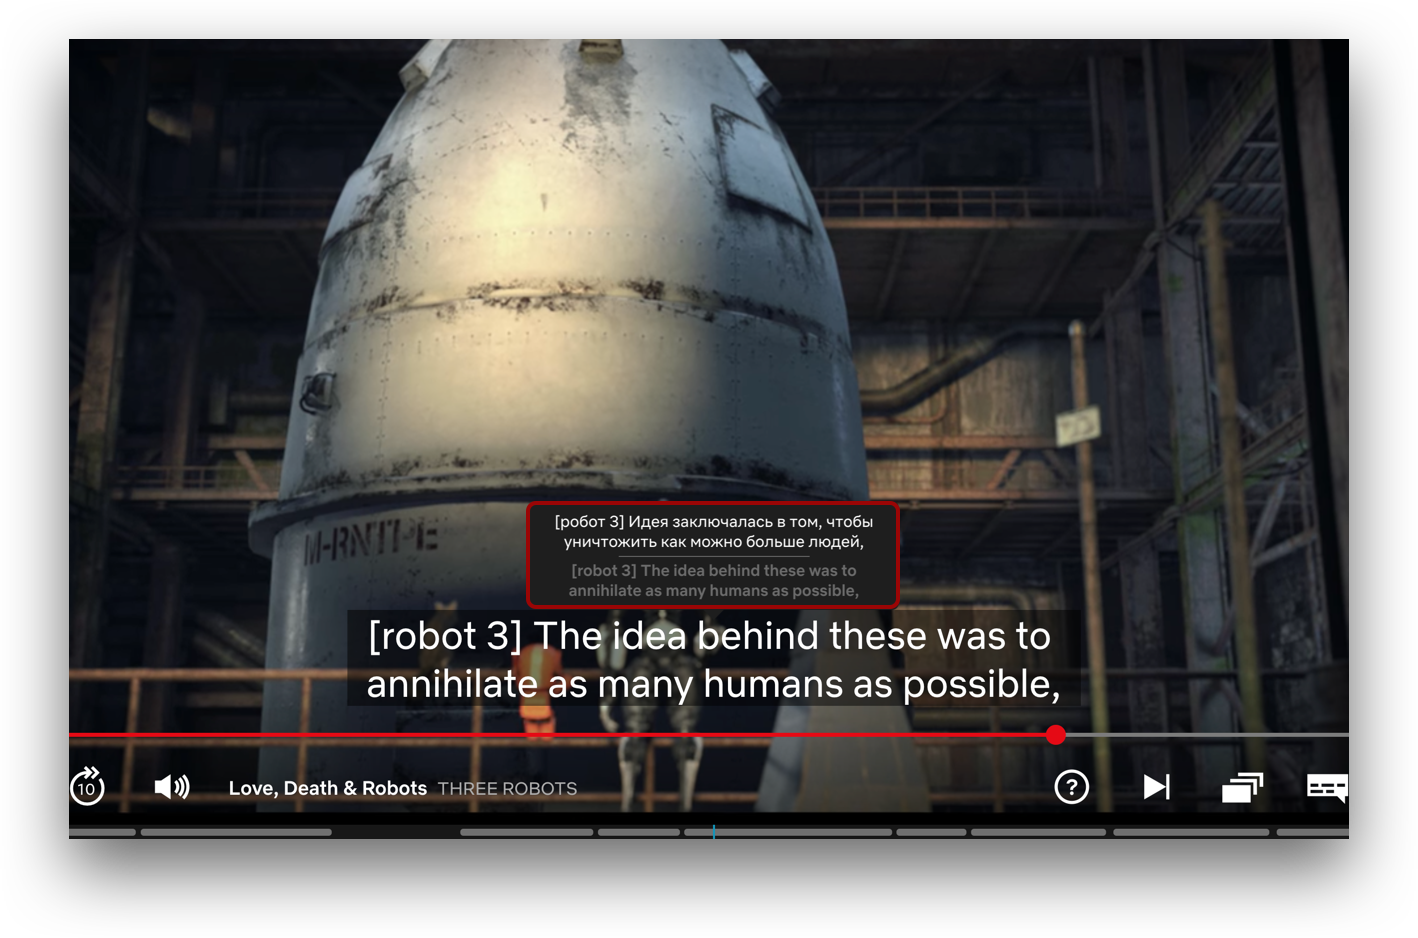 M-RNTPE
[робот 3] Идея заключалась в том, чтобы
уничтожить как можно больше людей,
[robot 3] The idea behind these was to
annihilate as many humans as possible,
[robot 3] The idea behind these was to
annihilate as many humans as possible,
10
Love, Death & Robots THREE ROBOTS
?